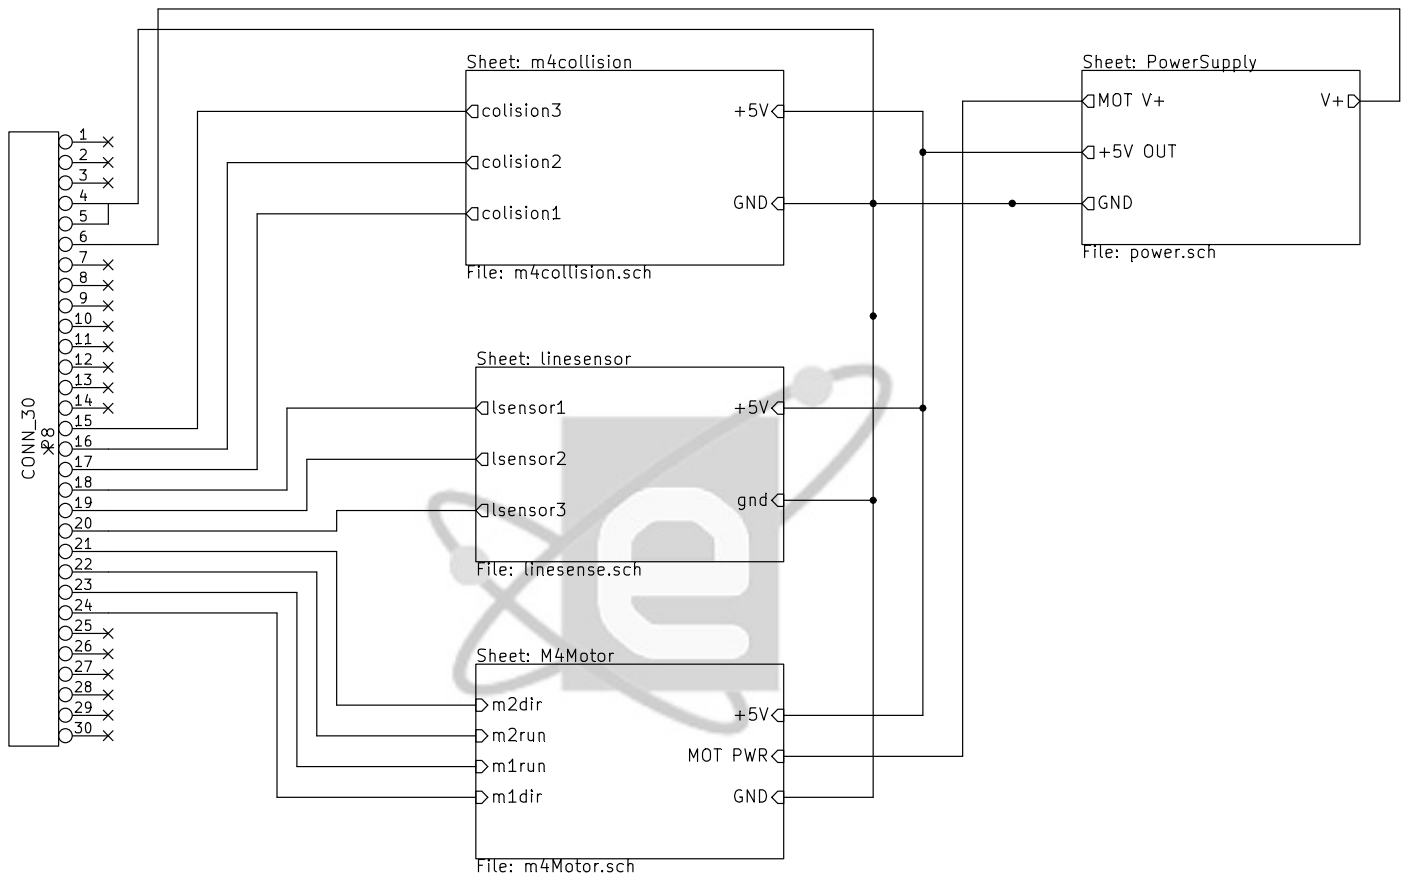 Sheet: m4collision
colision3
colision2
colision1
+5V
GND
File: m4collision.sch
Sheet: PowerSupply
MOT V+
+5V OUT
GND
V+
File: power.sch
CONN_30
P8
1
2
3
4
5
6
7
8
9
10
11
12
13
14
15
16
17
18
19
20
21
22
23
24
25
26
27
28
29
30
Sheet: linesensor
lsensor1
lsensor2
lsensor3
+5V
gnd
File: linesense.sch
Sheet: M4Motor
m2dir
m2run
m1run
m1dir
+5V
MOT PWR
GND
File: m4Motor.sch
e